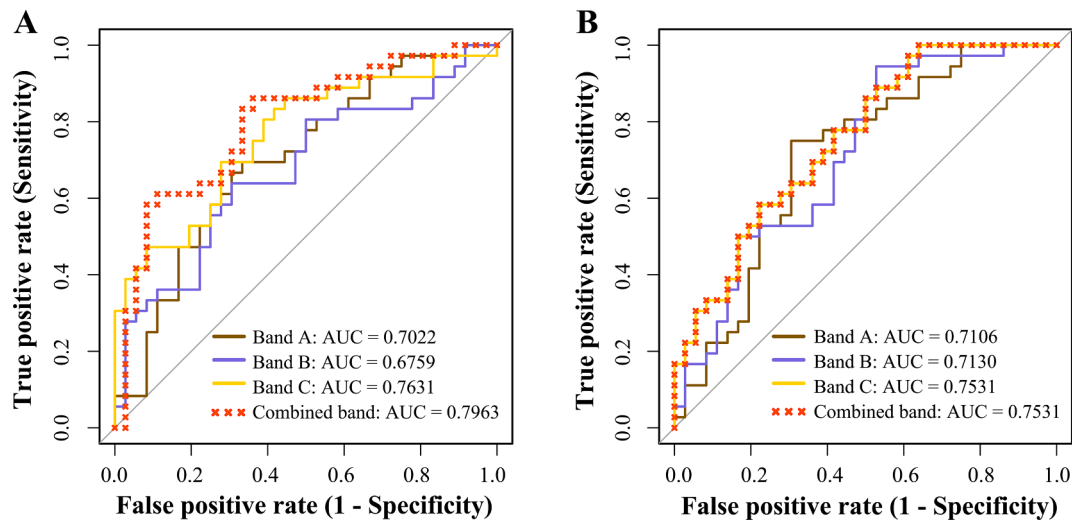 A
True positive rate (Sensitivity)
1.0
0.8
0.6
0.4
0.2
0.0
Band A: AUC = 0.7022
Band B: AUC = 0.6759
Band C: AUC = 0.7631
Combined band: AUC = 0.7963
0.0 0.2 0.4 0.6 0.8 1.0
False positive rate (1 - Specificity)
B
True positive rate (Sensitivity)
1.0
0.8
0.6
0.4
0.2
0.0
Band A: AUC = 0.7106
Band B: AUC = 0.7130
Band C: AUC = 0.7531
Combined band: AUC = 0.7531
0.0 0.2 0.4 0.6 0.8 1.0
False positive rate (1 - Specificity)